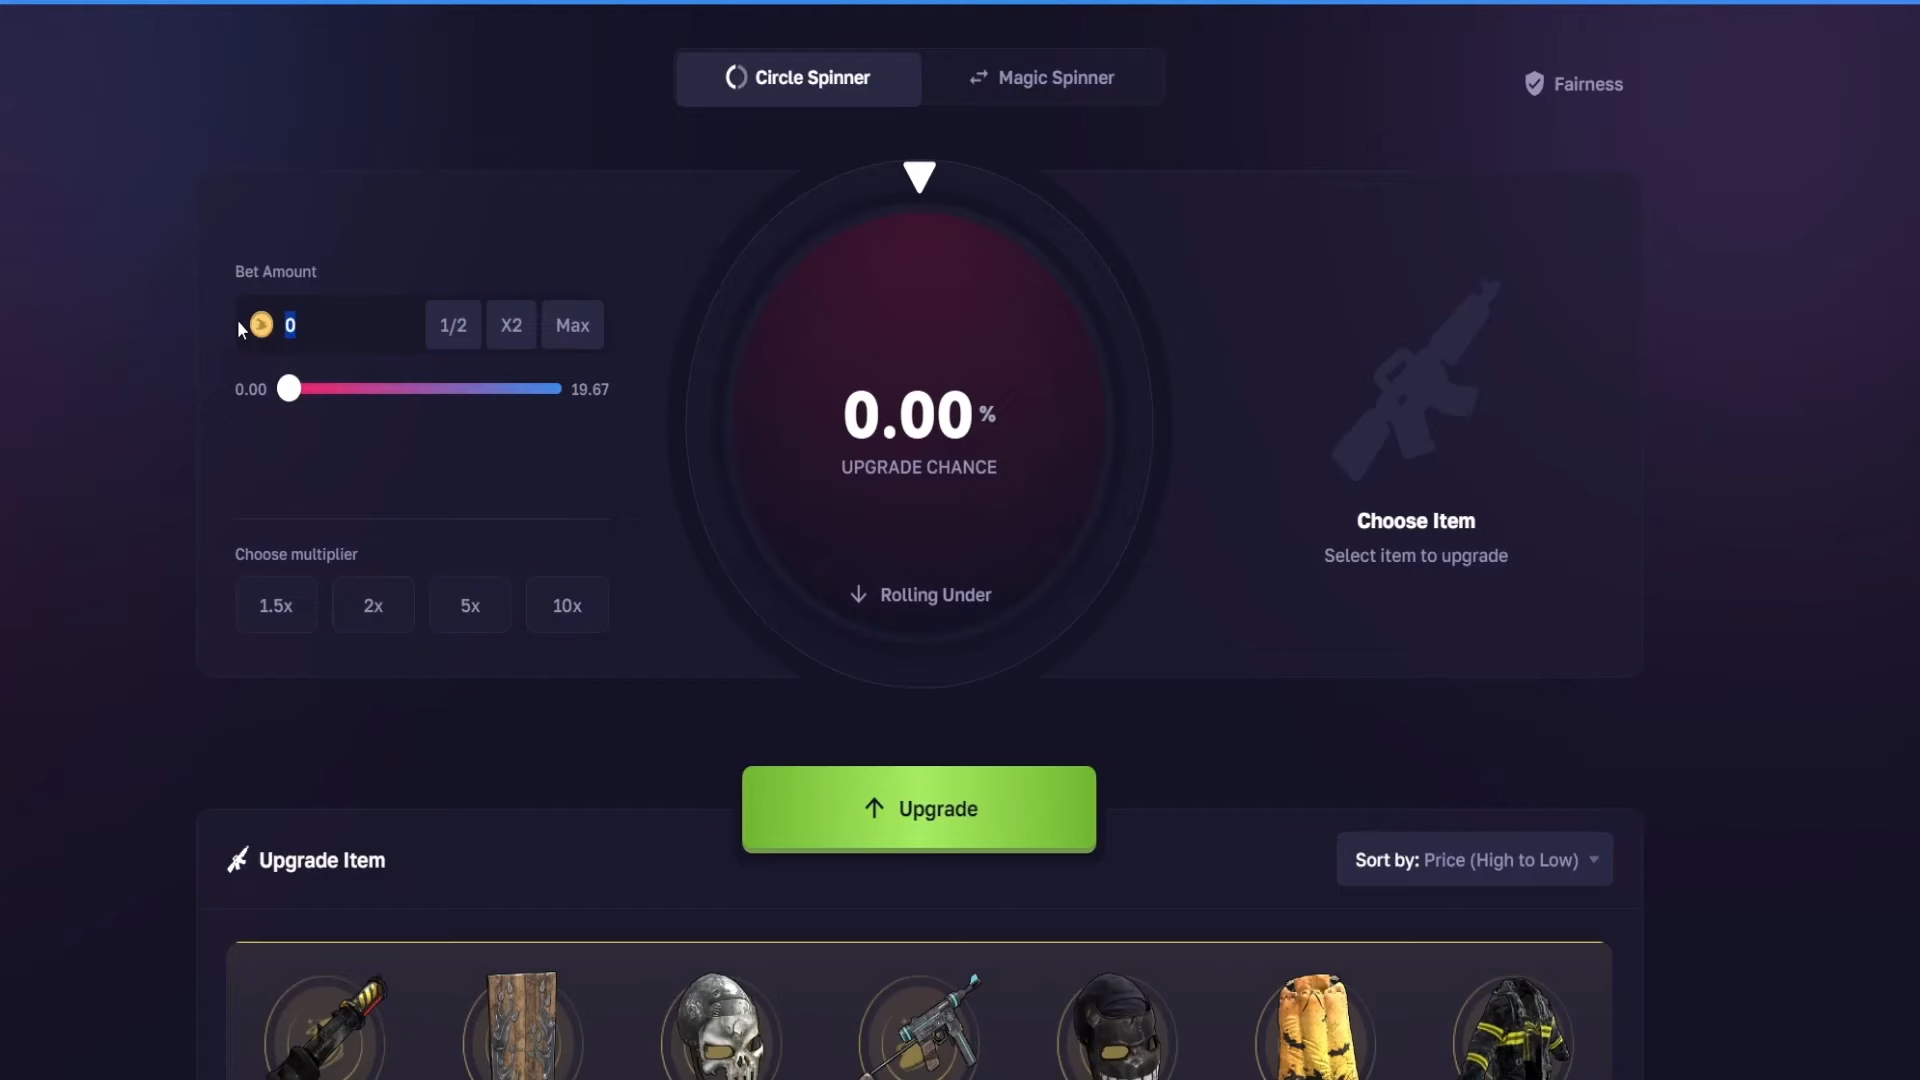 Circle Spinner
Magic Spinner
Fairness
Bet Amount
0
1/2
X2
Max
0.00
19.67
0.00%
UPGRADE CHANCE
Rolling Under
Choose Item
Select item to upgrade
Choose multiplier
1.5x
2x
5x
10x
Upgrade
Upgrade Item
Sort by: Price (High to Low)